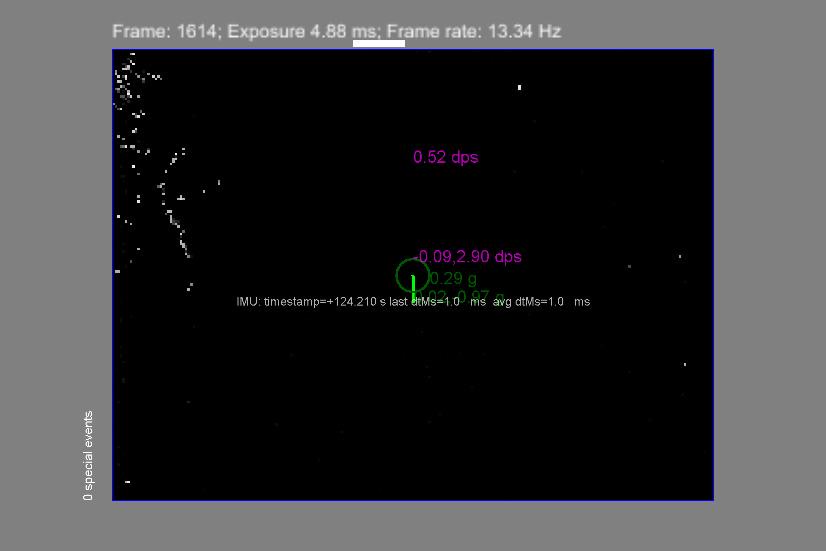 Frame: 1614; Exposure 4.88 ms; Frame rate: 13.34 Hz
0.52 dps
-0.09,2.90 dps
0.29 g
IMU: timestamp=+124.210 s last dtMs=1.0 ms avg dtMs=1.0 ms
0 special events